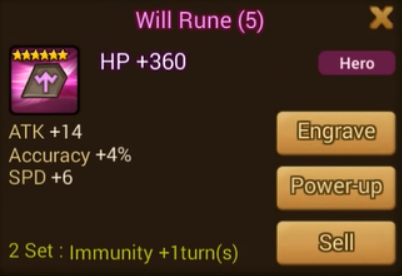 Will Rune (5)
HP +360
Hero
ATK +14
Accuracy +4%
SPD +6
Engrave
Power-up
Sell
2 Set : Immunity +1turn(s)